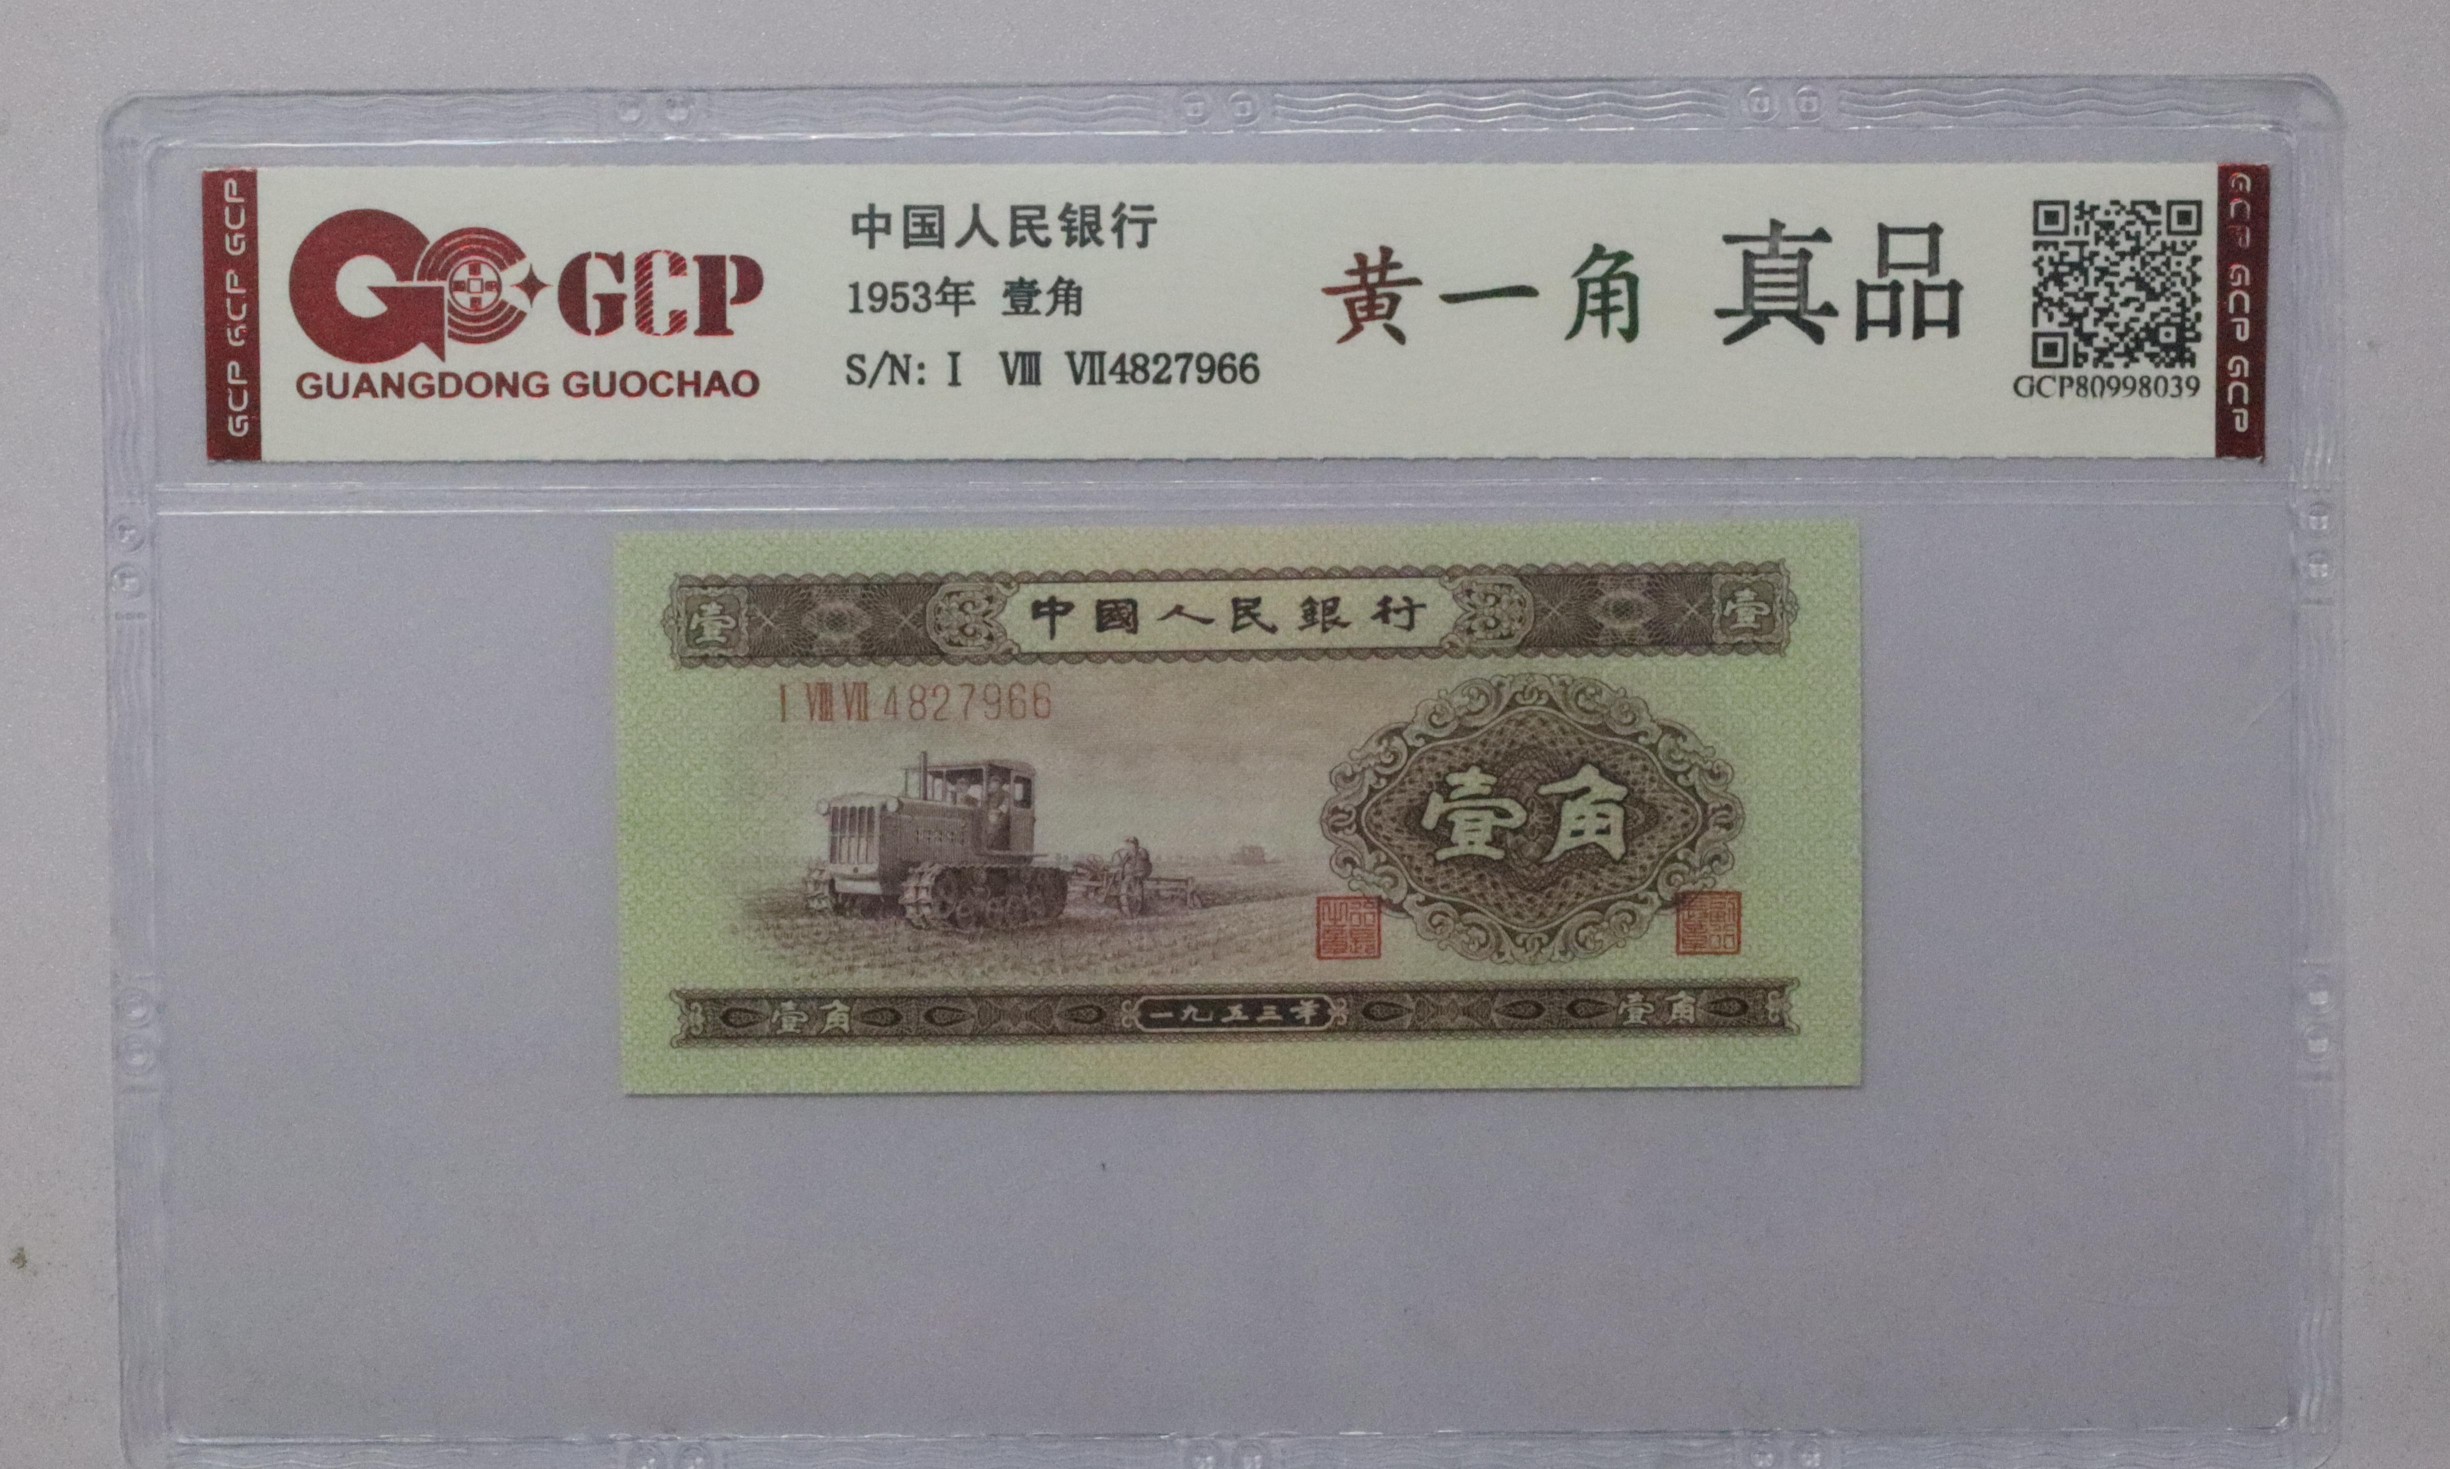 GCP GCP GCP
GCP
GUANGDONG GUOCHAO
中国人民银行
1953年 壹角
S/N: I VIII VII4827966
黄一角 真品
GCP80998039
GCP GCP GCP
壹 中國人民銀行 壹
I VIII VII 4827966
壹角
壹角 一九五三年 壹角